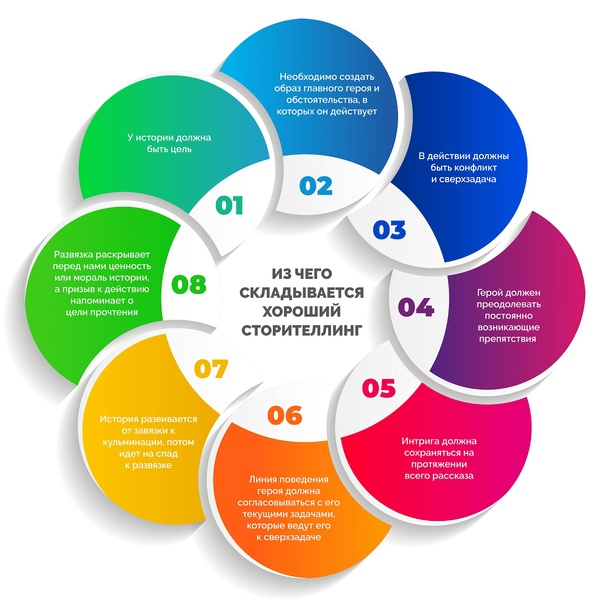 ИЗ ЧЕГО
СКЛАДЫВАЕТСЯ
ХОРОШИЙ
СТОРИТЕЛЛИНГ
01
У истории должна
быть цель
02
Необходимо создать
образ главного героя и
обстоятельства, в
которых он действует
03
В действии должны
быть конфликт
и сверхзадача
04
Герой должен
преодолевать
постоянно
возникающие
препятствия
05
Интрига должна
сохраняться на
протяжении
всего рассказа
06
Линия поведения
героя должна
согласовываться с его
текущими задачами,
которые ведут его
к сверхзадаче
07
История развивается
от завязки к
кульминации, потом
идет на спад
к развязке
08
Развязка раскрывает
перед нами ценность
или мораль истории,
а призыв к действию
напоминает о
цели прочтения